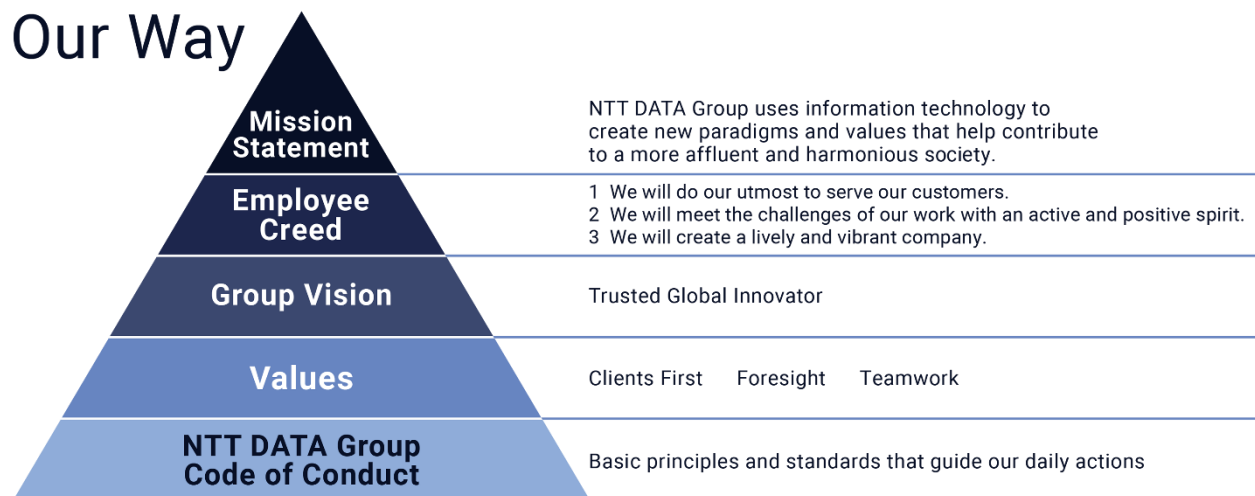 Our Way
Mission
Statement
NTT DATA Group uses information technology to
create new paradigms and values that help contribute
to a more affluent and harmonious society.
Employee
Creed
1 We will do our utmost to serve our customers.
2 We will meet the challenges of our work with an active and positive spirit.
3 We will create a lively and vibrant company.
Group Vision
Trusted Global Innovator
Values
Clients First Foresight Teamwork
NTT DATA Group
Code of Conduct
Basic principles and standards that guide our daily actions